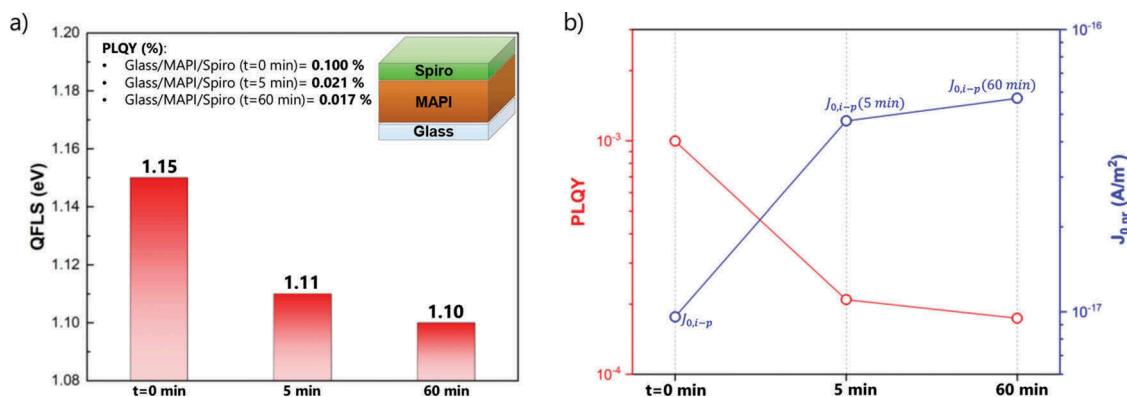 a)
PLQY (%):
• Glass/MAPI/Spiro (t=0 min)= 0.100 %
• Glass/MAPI/Spiro (t=5 min)= 0.021 %
• Glass/MAPI/Spiro (t=60 min)= 0.017 %
Spiro
MAPI
Glass
QFLS (eV)
1.20
1.18
1.16
1.14
1.12
1.10
1.08
1.15
1.11
1.10
t=0 min
5 min
60 min
b)
PLQY
10⁻³
10⁻⁴
J₀,ᵢ₋ₚ
J₀,ᵢ₋ₚ(5 min)
J₀,ᵢ₋ₚ(60 min)
10⁻¹⁶
10⁻¹⁷
J₀,ₙᵣ (A/m²)
t=0 min
5 min
60 min